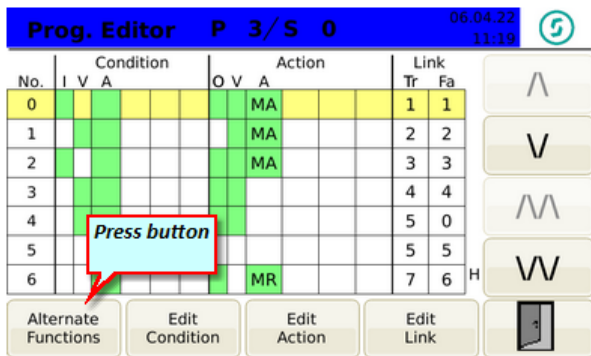 Prog. Editor P 3/ S 0 06.04.22
11:19
Condition Action Link
No. I V A O V A Tr Fa
0 MA 1 1
1 MA 2 2
2 MA 3 3
3 4 4
4 5 0
Press button
5 5 5
6 MR 7 6 H
Alternate Functions
Edit Condition
Edit Action
Edit Link